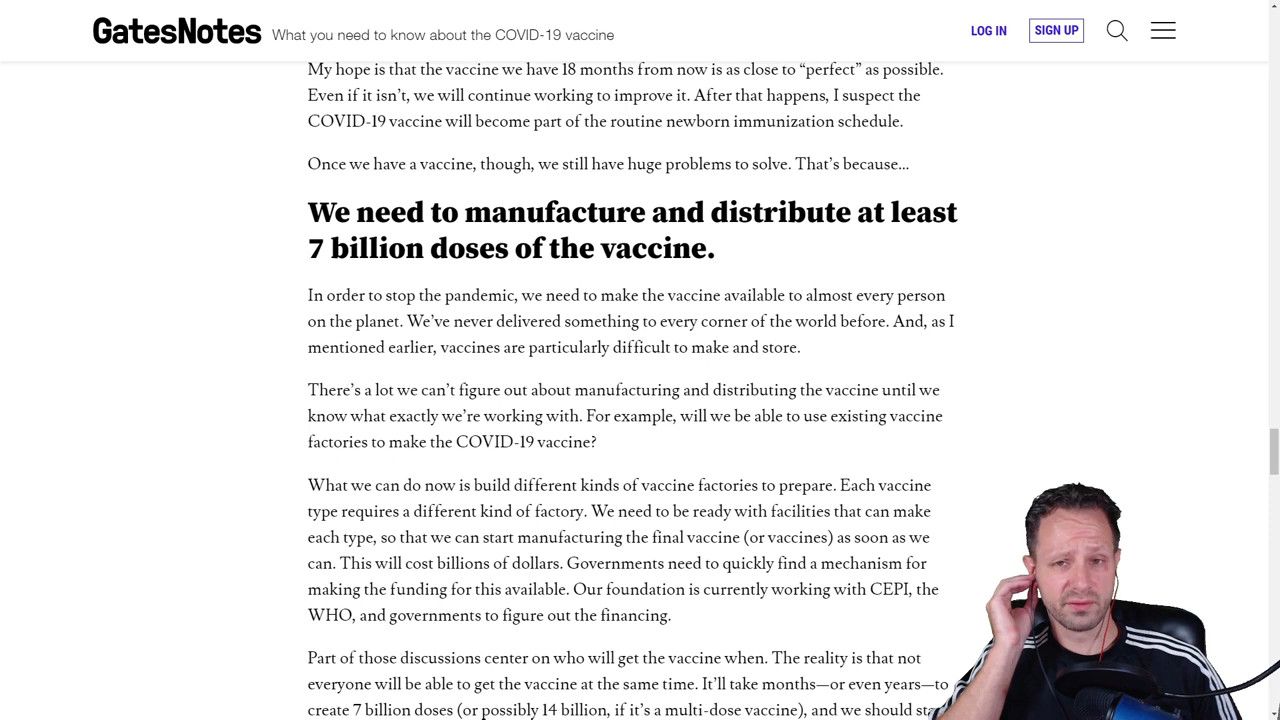 GatesNotes What you need to know about the COVID-19 vaccine LOG IN SIGN UP
My hope is that the vaccine we have 18 months from now is as close to “perfect” as possible.
Even if it isn’t, we will continue working to improve it. After that happens, I suspect the
COVID-19 vaccine will become part of the routine newborn immunization schedule.
Once we have a vaccine, though, we still have huge problems to solve. That’s because…
We need to manufacture and distribute at least
7 billion doses of the vaccine.
In order to stop the pandemic, we need to make the vaccine available to almost every person
on the planet. We’ve never delivered something to every corner of the world before. And, as I
mentioned earlier, vaccines are particularly difficult to make and store.
There’s a lot we can’t figure out about manufacturing and distributing the vaccine until we
know what exactly we’re working with. For example, will we be able to use existing vaccine
factories to make the COVID-19 vaccine?
What we can do now is build different kinds of vaccine factories to prepare. Each vaccine
type requires a different kind of factory. We need to be ready with facilities that can make
each type, so that we can start manufacturing the final vaccine (or vaccines) as soon as we
can. This will cost billions of dollars. Governments need to quickly find a mechanism for
making the funding for this available. Our foundation is currently working with CEPI, the
WHO, and governments to figure out the financing.
Part of those discussions center on who will get the vaccine when. The reality is that not
everyone will be able to get the vaccine at the same time. It’ll take months—or even years—to
create 7 billion doses (or possibly 14 billion, if it’s a multi-dose vaccine), and we should